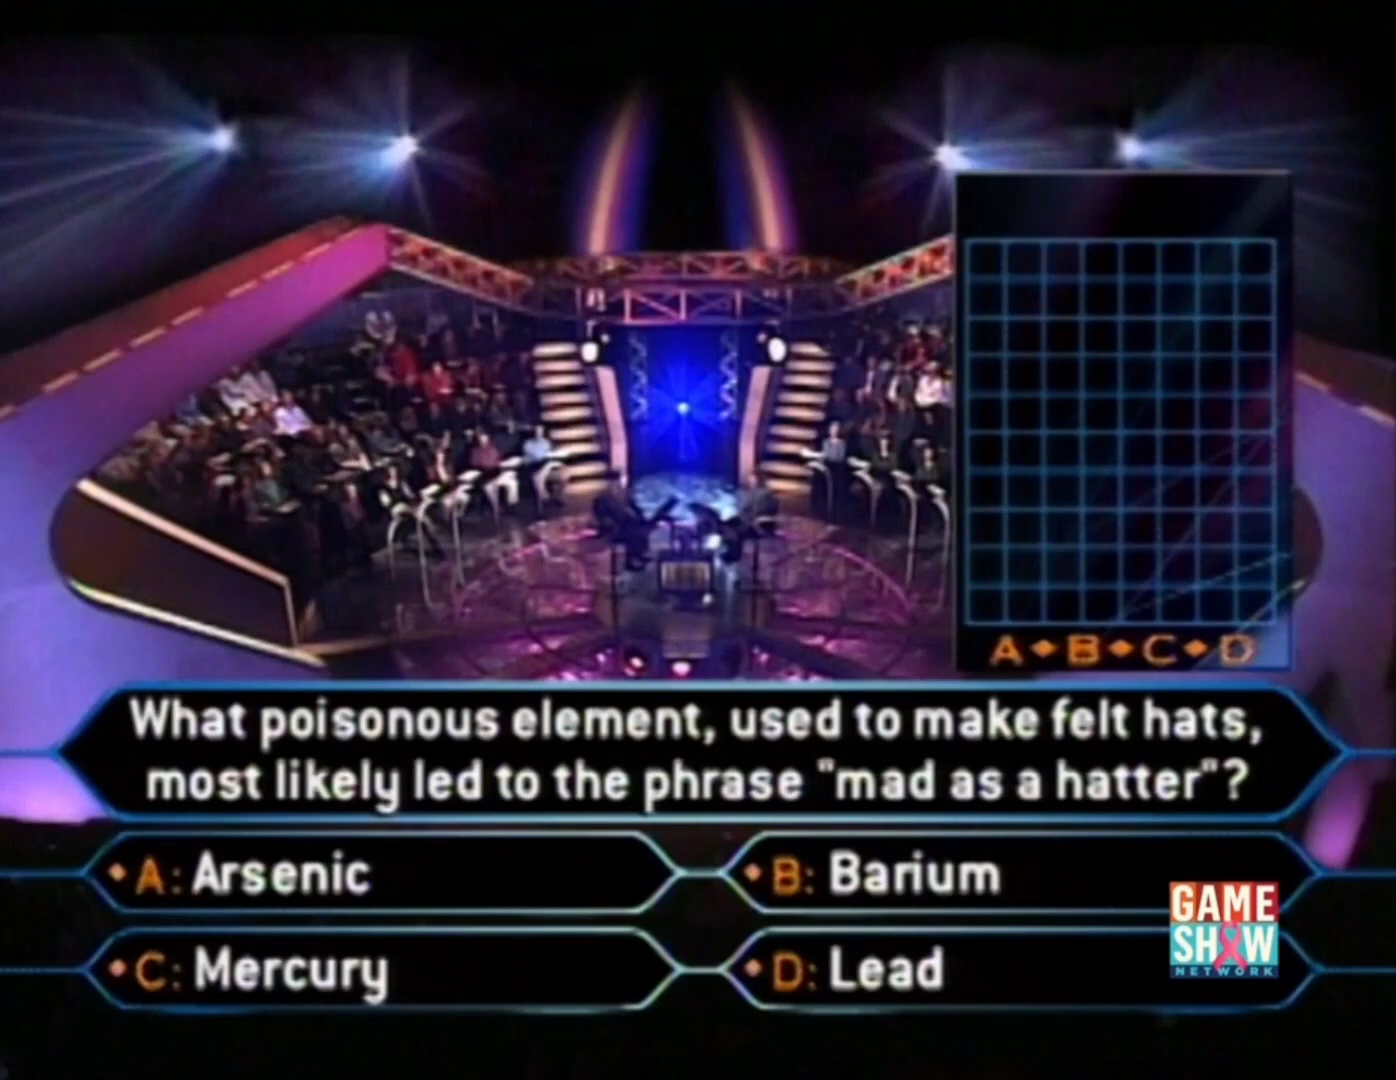 A B C D
What poisonous element, used to make felt hats,
most likely led to the phrase "mad as a hatter"?
A: Arsenic
B: Barium
C: Mercury
D: Lead
GAME
SHOW
NETWORK